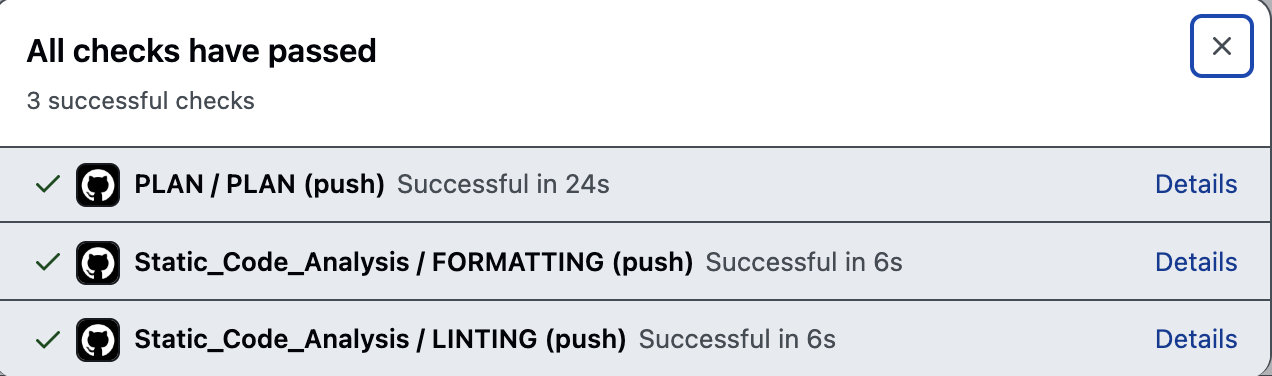 All checks have passed
3 successful checks
PLAN / PLAN (push) Successful in 24s Details
Static_Code_Analysis / FORMATTING (push) Successful in 6s Details
Static_Code_Analysis / LINTING (push) Successful in 6s Details